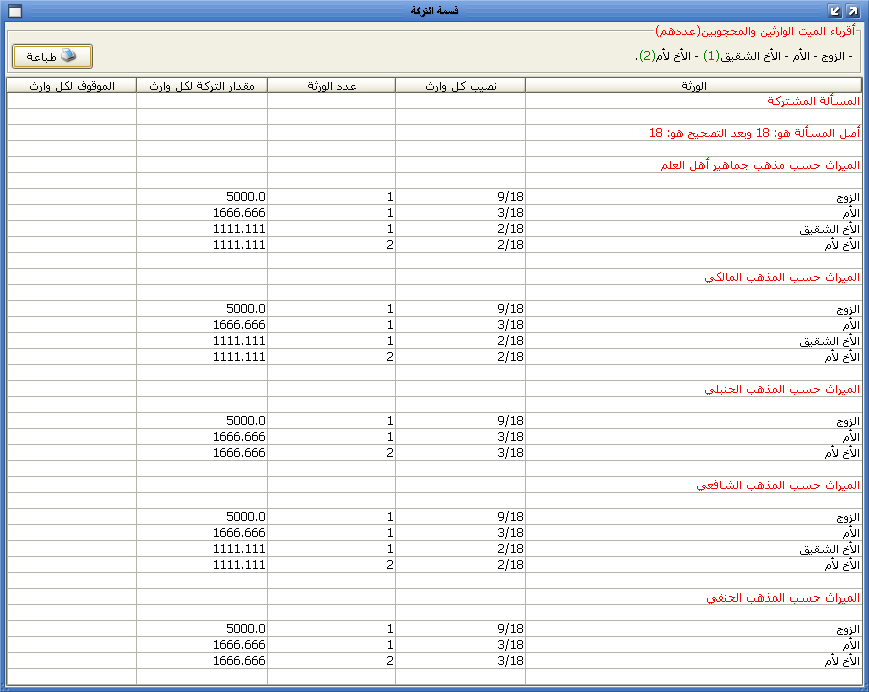 قسمة التركة
أقرباء الميت الوارثين والمحجوبين(عددهم)
- الزوج - الأم - الأخ الشقيق(1) - الأخ لأم(2).
طباعة
الورثة نصيب كل وارث عدد الورثة مقدار التركة لكل وارث الموقوف لكل وارث
المسألة المشتركة
أصل المسألة هو: 18 وبعد التصحيح هو: 18
الميراث حسب مذهب جماهير أهل العلم
الزوج 9/18 1 5000.0
الأم 3/18 1 1666.666
الأخ الشقيق 2/18 1 1111.111
الأخ لأم 2/18 2 1111.111
الميراث حسب المذهب المالكي
الزوج 9/18 1 5000.0
الأم 3/18 1 1666.666
الأخ الشقيق 2/18 1 1111.111
الأخ لأم 2/18 2 1111.111
الميراث حسب المذهب الحنبلي
الزوج 9/18 1 5000.0
الأم 3/18 1 1666.666
الأخ لأم 3/18 2 1666.666
الميراث حسب المذهب الشافعي
الزوج 9/18 1 5000.0
الأم 3/18 1 1666.666
الأخ الشقيق 2/18 1 1111.111
الأخ لأم 2/18 2 1111.111
الميراث حسب المذهب الحنفي
الزوج 9/18 1 5000.0
الأم 3/18 1 1666.666
الأخ لأم 3/18 2 1666.666